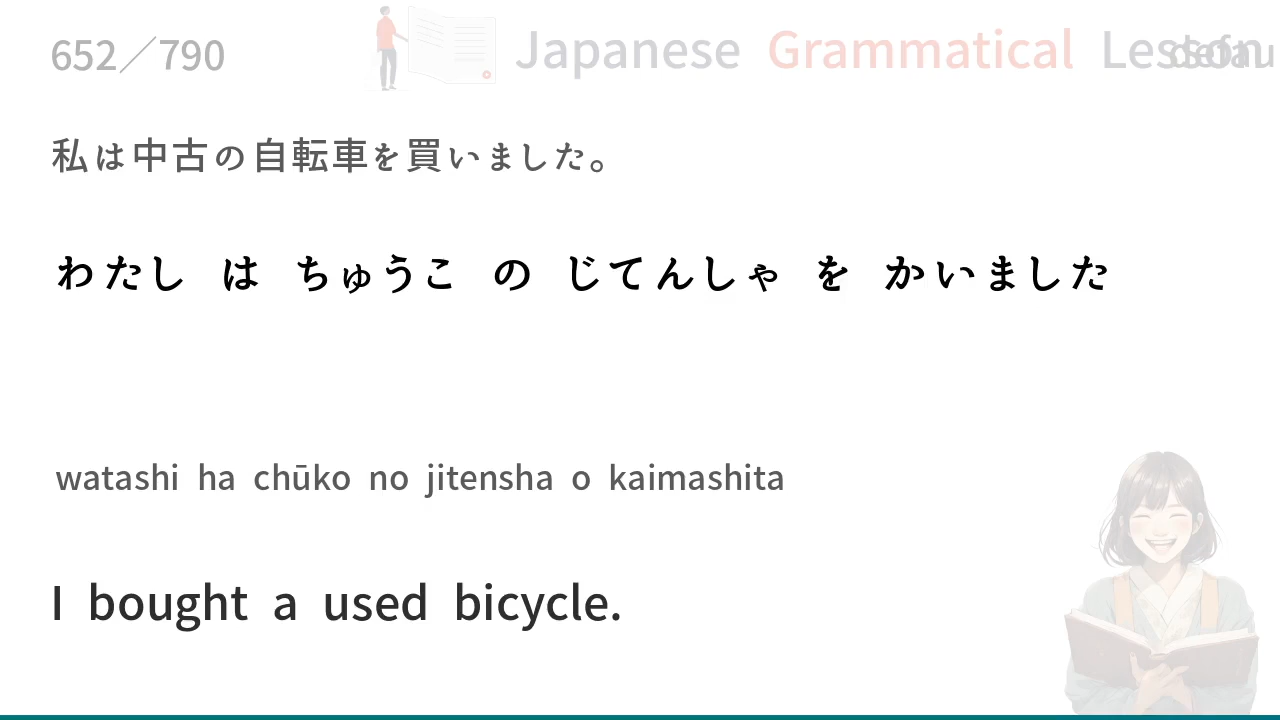 652／790
Japanese Grammatical Lesson
私は中古の自転車を買いました。
わたし は ちゅうこ の じてんしゃ を かいました
watashi ha chūko no jitensha o kaimashita
I bought a used bicycle.